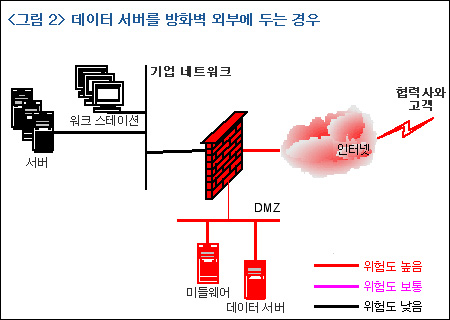 <그림 2> 데이터 서버를 방화벽 외부에 두는 경우
기업 네트워크
워크 스테이션
서버
협력사와
고객
인터넷
DMZ
미들웨어
데이터 서버
위험도 높음
위험도 보통
위험도 낮음